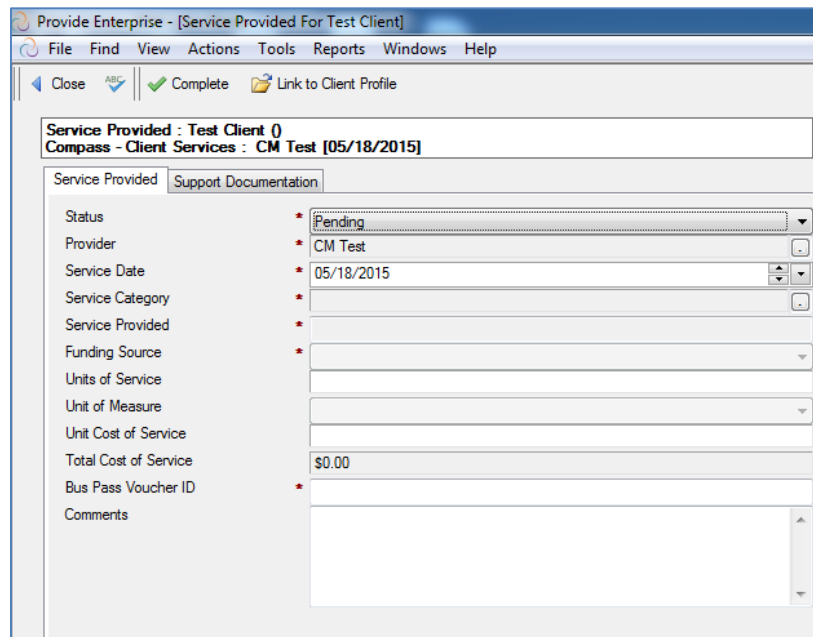 Provide Enterprise - [Service Provided For Test Client]
File Find View Actions Tools Reports Windows Help
Close ABC Complete Link to Client Profile
Service Provided : Test Client ()
Compass - Client Services : CM Test [05/18/2015]
Service Provided Support Documentation
Status * Pending
Provider * CM Test
Service Date * 05/18/2015
Service Category *
Service Provided *
Funding Source *
Units of Service
Unit of Measure
Unit Cost of Service
Total Cost of Service $0.00
Bus Pass Voucher ID *
Comments